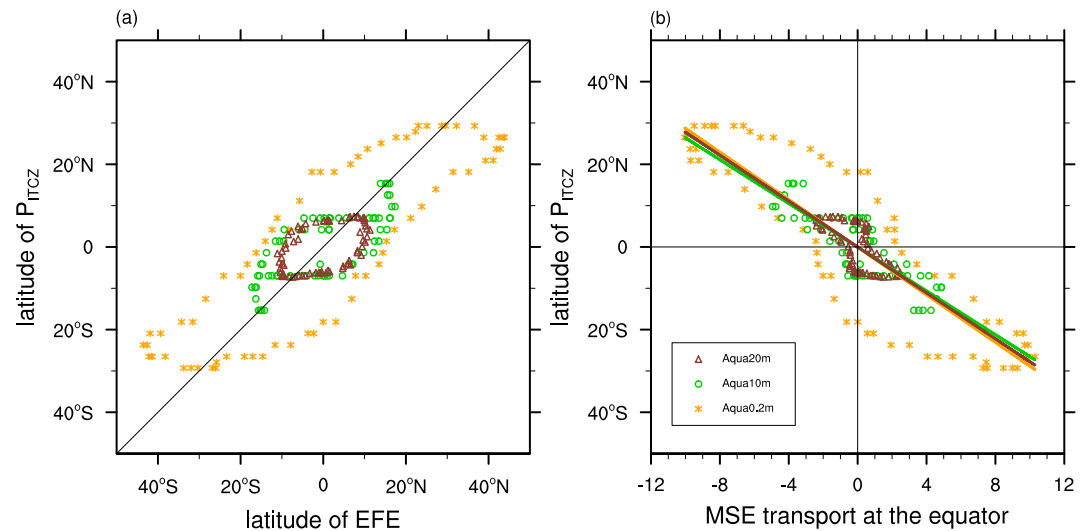 (a)
(b)
latitude of P_ITCZ
40°N
20°N
0
20°S
40°S
40°S 20°S 0 20°N 40°N
latitude of EFE
latitude of P_ITCZ
40°N
20°N
0
20°S
40°S
Aqua20m
Aqua10m
Aqua0.2m
-12 -8 -4 0 4 8 12
MSE transport at the equator